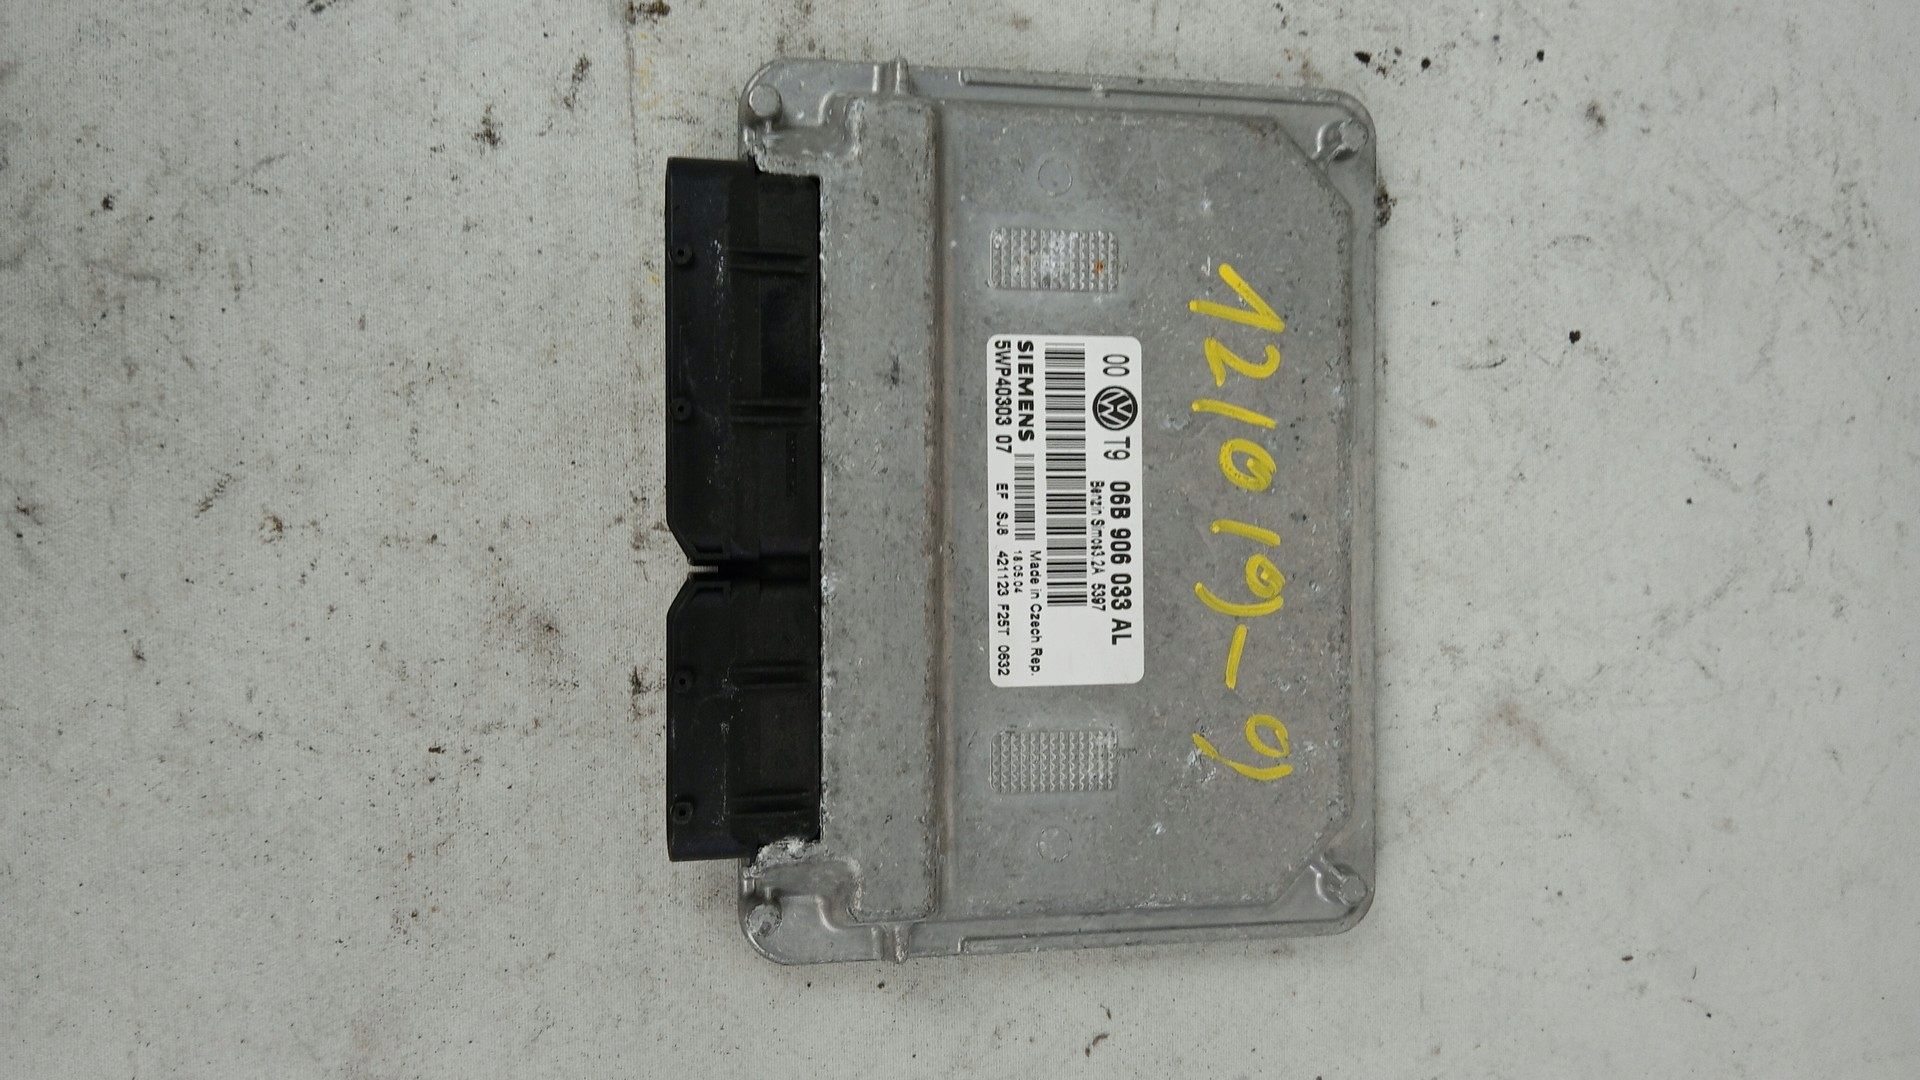 121019-9
00 VW T9 06B 906 033 AL
Benzin Simos3.2A 5397
SIEMENS Made in Czech Rep.
18.05.04
5WP40303 07 EF SJ8 421123 F25T 0632